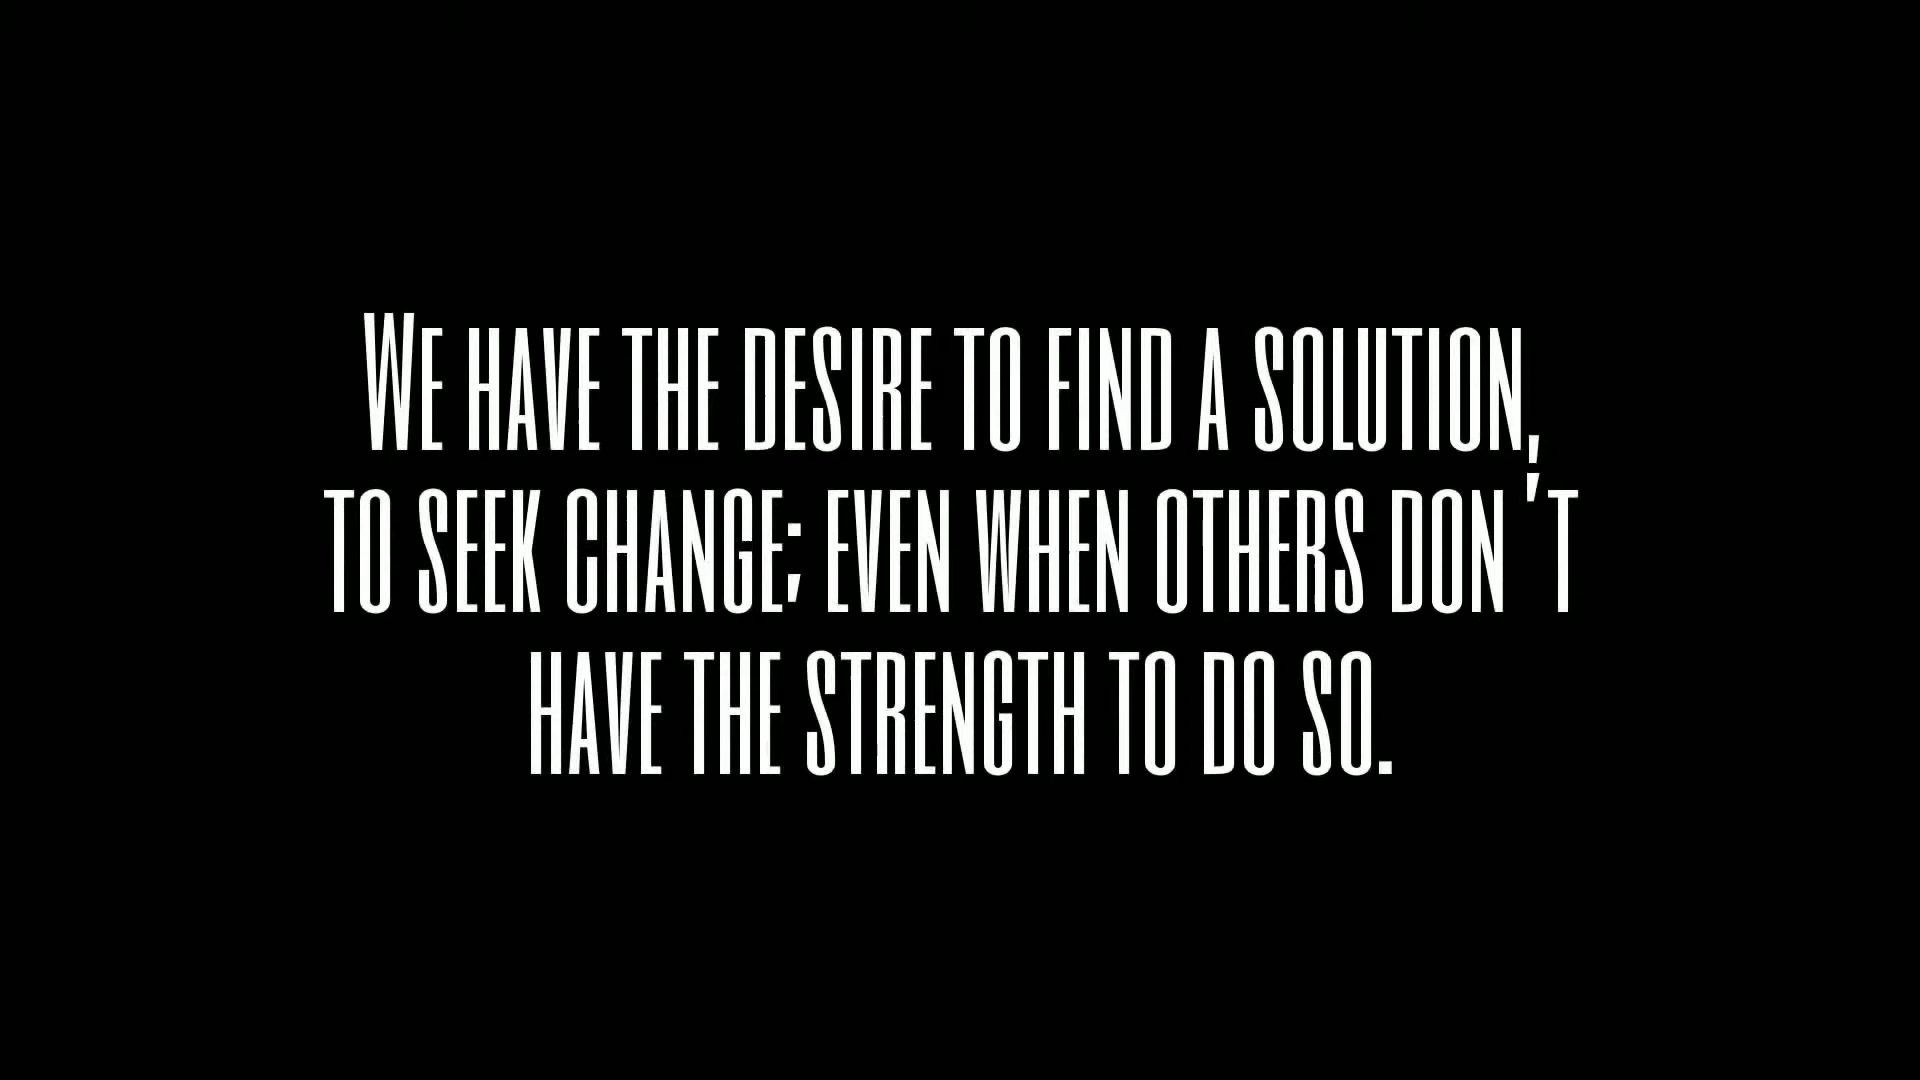 We have the desire to find a solution,
to seek change; even when others don't
have the strength to do so.